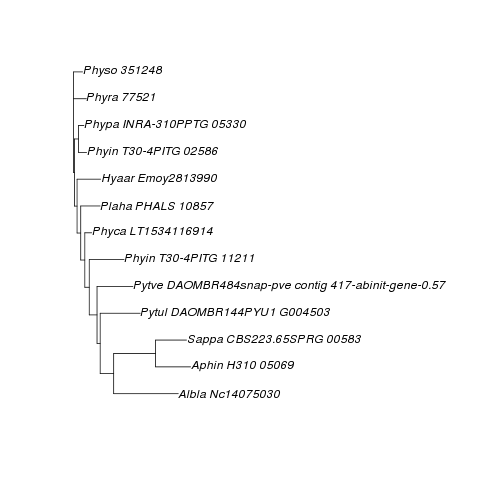 Physo 351248
Phyra 77521
Phypa INRA-310PPTG 05330
Phyin T30-4PITG 02586
Hyaar Emoy2813990
Plaha PHALS 10857
Phyca LT1534116914
Phyin T30-4PITG 11211
Pytve DAOMBR484snap-pve contig 417-abinit-gene-0.57
Pytul DAOMBR144PYU1 G004503
Sappa CBS223.65SPRG 00583
Aphin H310 05069
Albla Nc14075030